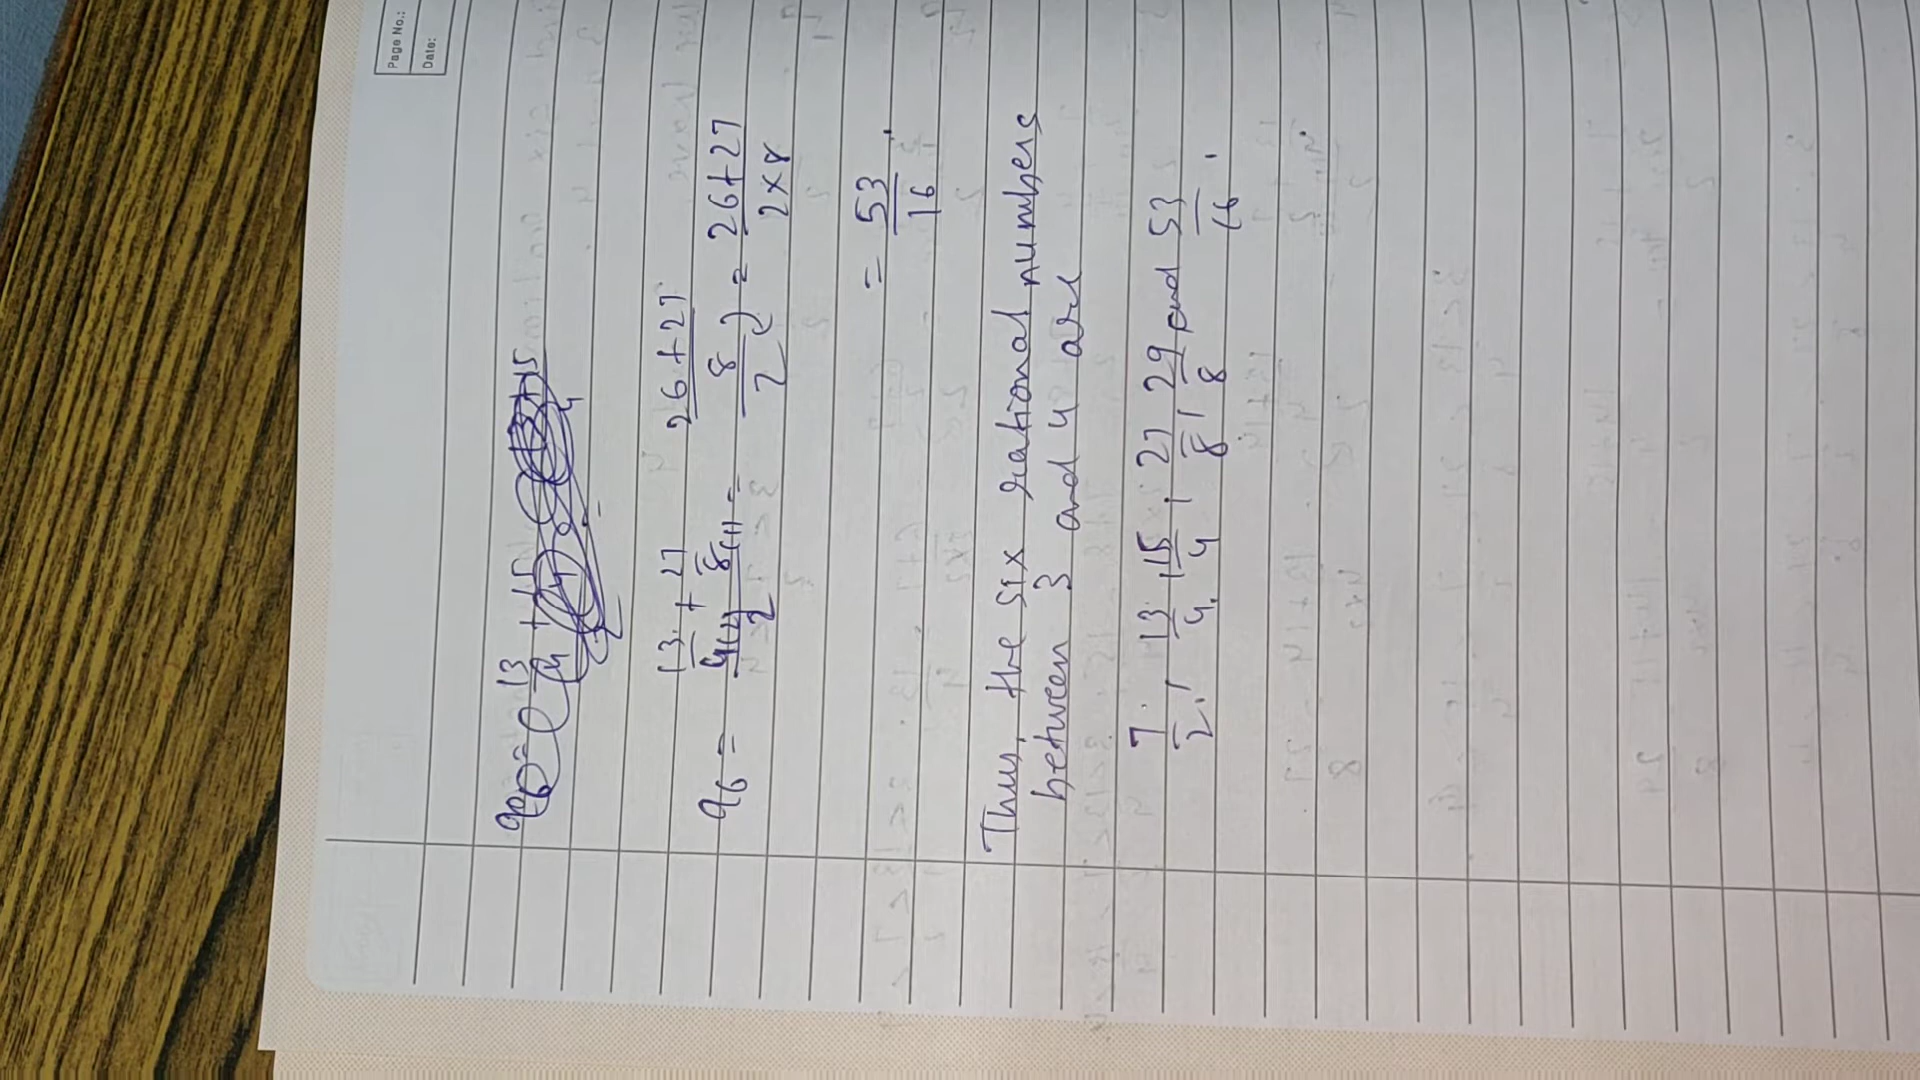 Page No.:
Date:
q6 = 13/4(2) + 27/8(1) / 2 = 26+27/8 / 2 = 26+27 / 2×8
= 53/16
Thus, the six rational numbers
between 3 and 4 are
7/2, 13/4, 15/4, 27/8, 29/8 and 53/16.